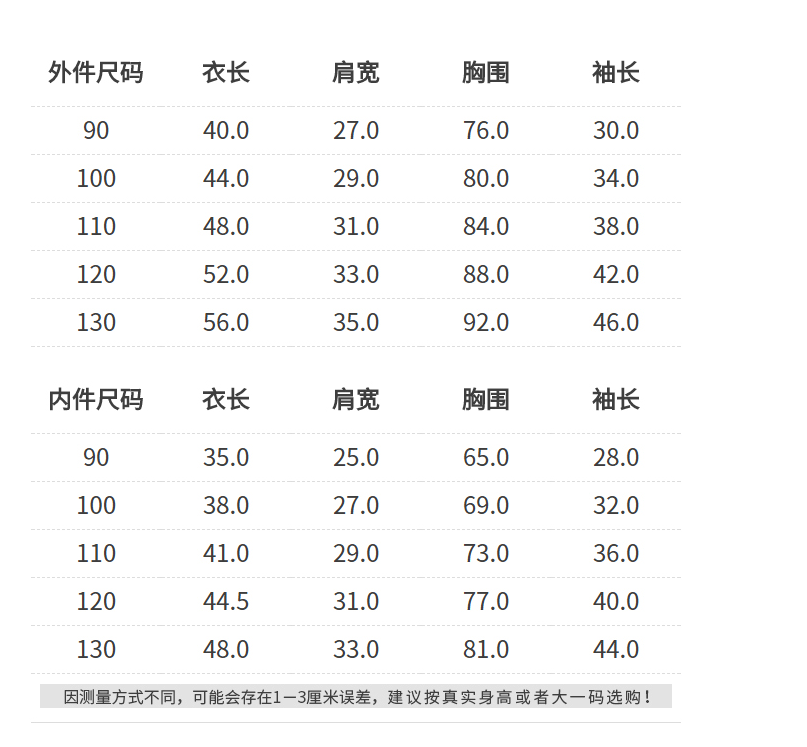 外件尺码 衣长 肩宽 胸围 袖长
90 40.0 27.0 76.0 30.0
100 44.0 29.0 80.0 34.0
110 48.0 31.0 84.0 38.0
120 52.0 33.0 88.0 42.0
130 56.0 35.0 92.0 46.0
内件尺码 衣长 肩宽 胸围 袖长
90 35.0 25.0 65.0 28.0
100 38.0 27.0 69.0 32.0
110 41.0 29.0 73.0 36.0
120 44.5 31.0 77.0 40.0
130 48.0 33.0 81.0 44.0
因测量方式不同，可能会存在1一3厘米误差，建议按真实身高或者大一码选购！